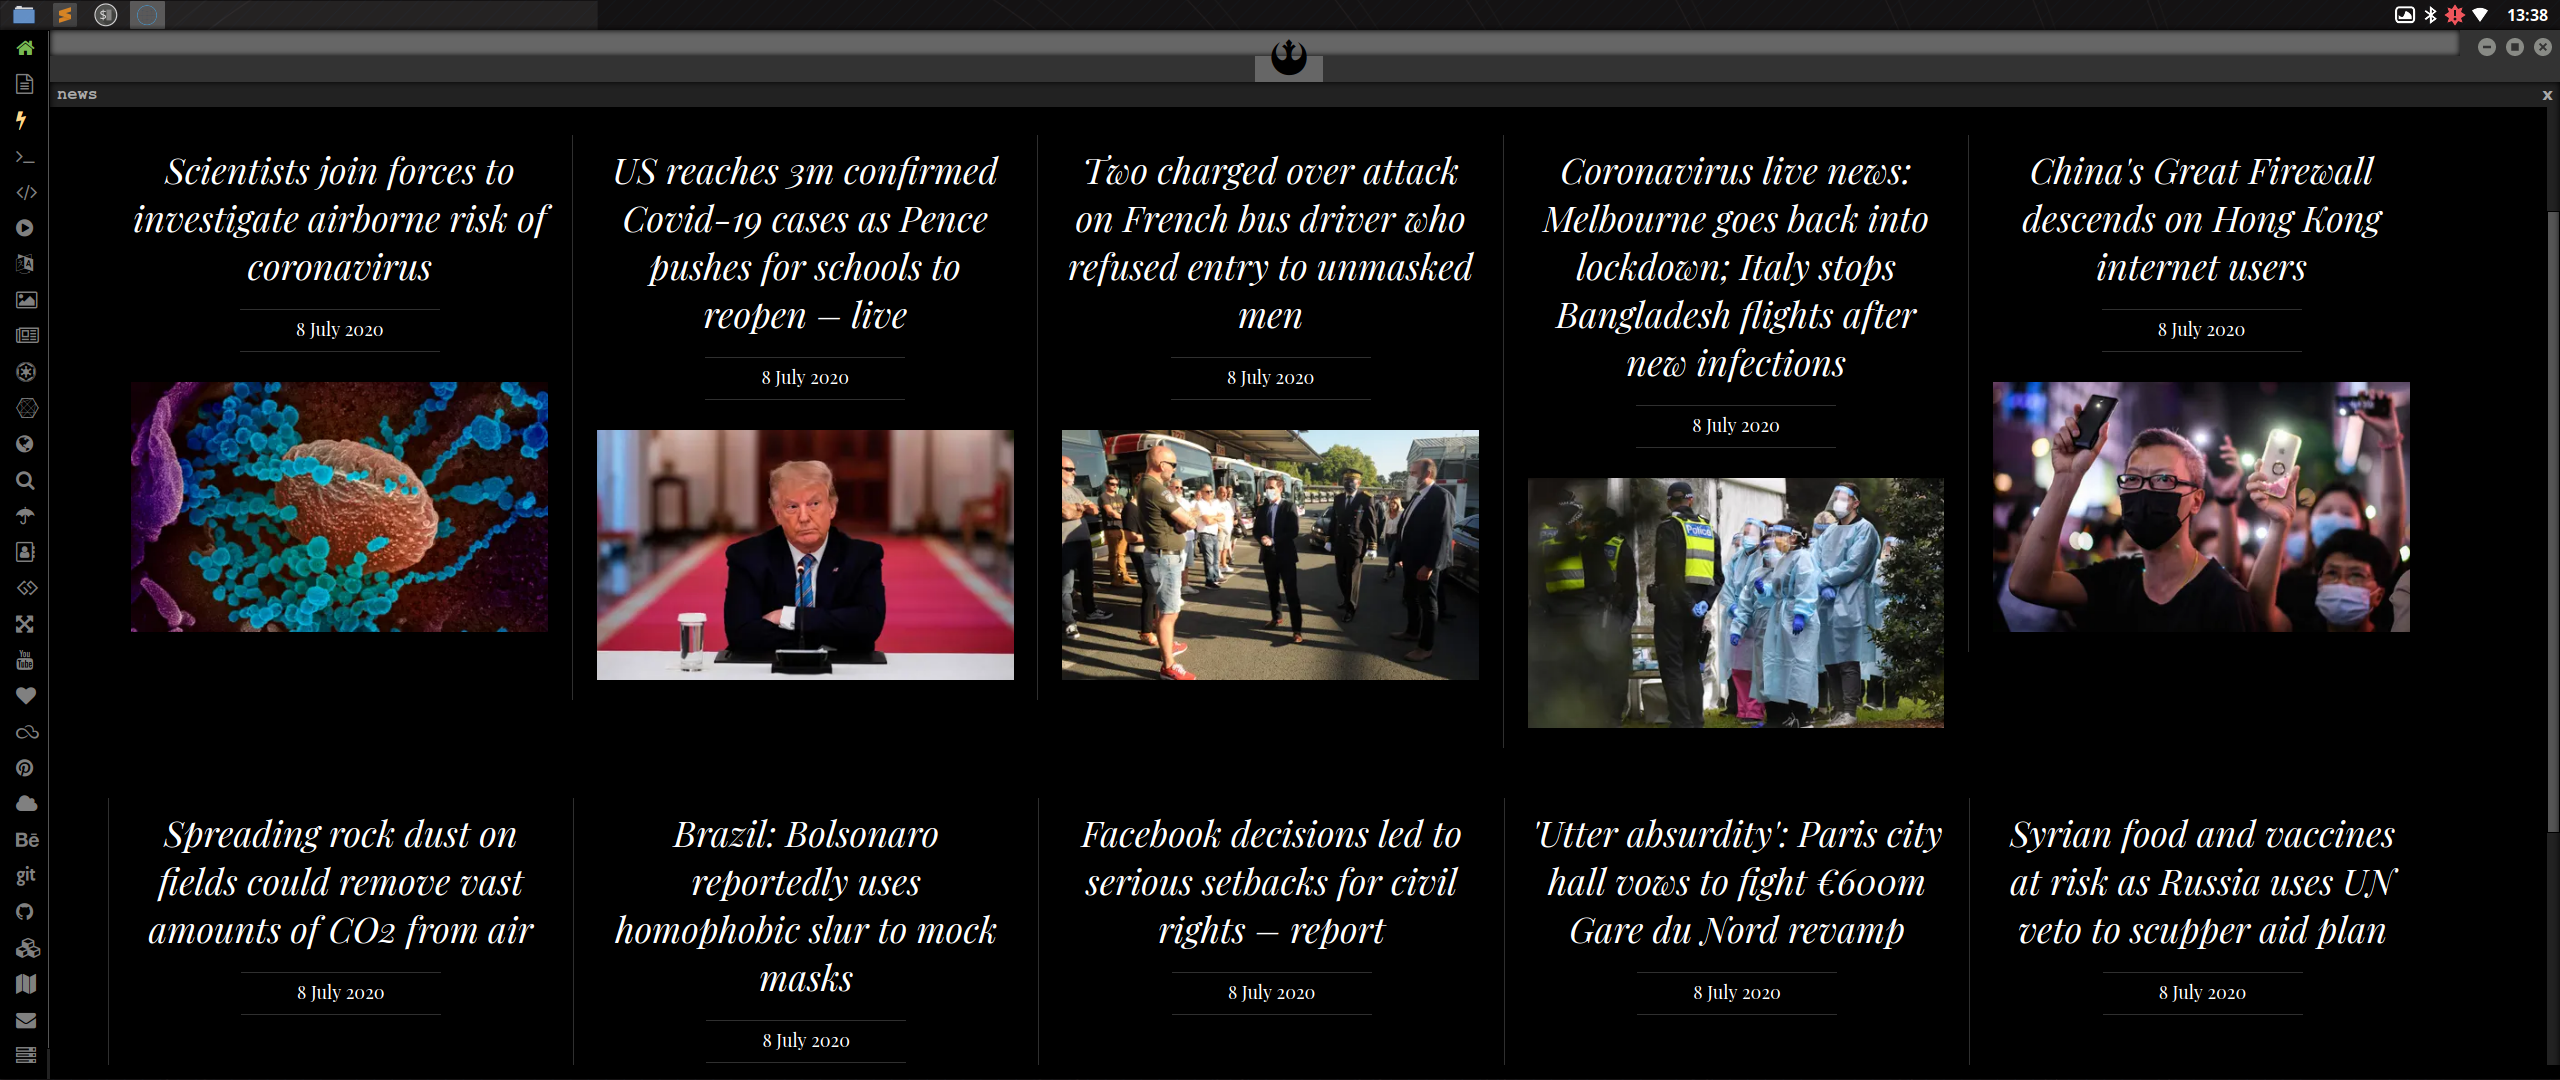 13:38
news
x
Scientists join forces to
investigate airborne risk of
coronavirus
8 July 2020
US reaches 3m confirmed
Covid-19 cases as Pence
pushes for schools to
reopen – live
8 July 2020
Two charged over attack
on French bus driver who
refused entry to unmasked
men
8 July 2020
Coronavirus live news:
Melbourne goes back into
lockdown; Italy stops
Bangladesh flights after
new infections
8 July 2020
Police
China's Great Firewall
descends on Hong Kong
internet users
8 July 2020
Spreading rock dust on
fields could remove vast
amounts of CO2 from air
8 July 2020
Brazil: Bolsonaro
reportedly uses
homophobic slur to mock
masks
8 July 2020
Facebook decisions led to
serious setbacks for civil
rights – report
8 July 2020
'Utter absurdity': Paris city
hall vows to fight €600m
Gare du Nord revamp
8 July 2020
Syrian food and vaccines
at risk as Russia uses UN
veto to scupper aid plan
8 July 2020
You
Tube
Bē
git